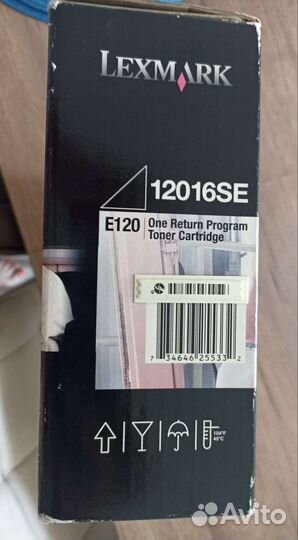 LEXMARK
12016SE
E120
One Return Program
Toner Cartridge
7 34646 25533 2
104°F
40°C
Avito